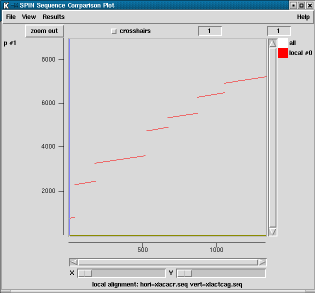 SPIN Sequence Comparison Plot
File View Results Help
zoom out crosshairs 1 1
p #1
all
local #0
8000
6000
4000
2000
500 1000
X Y
local alignment: hori=xlacacr.seq vert=xlactcag.seq